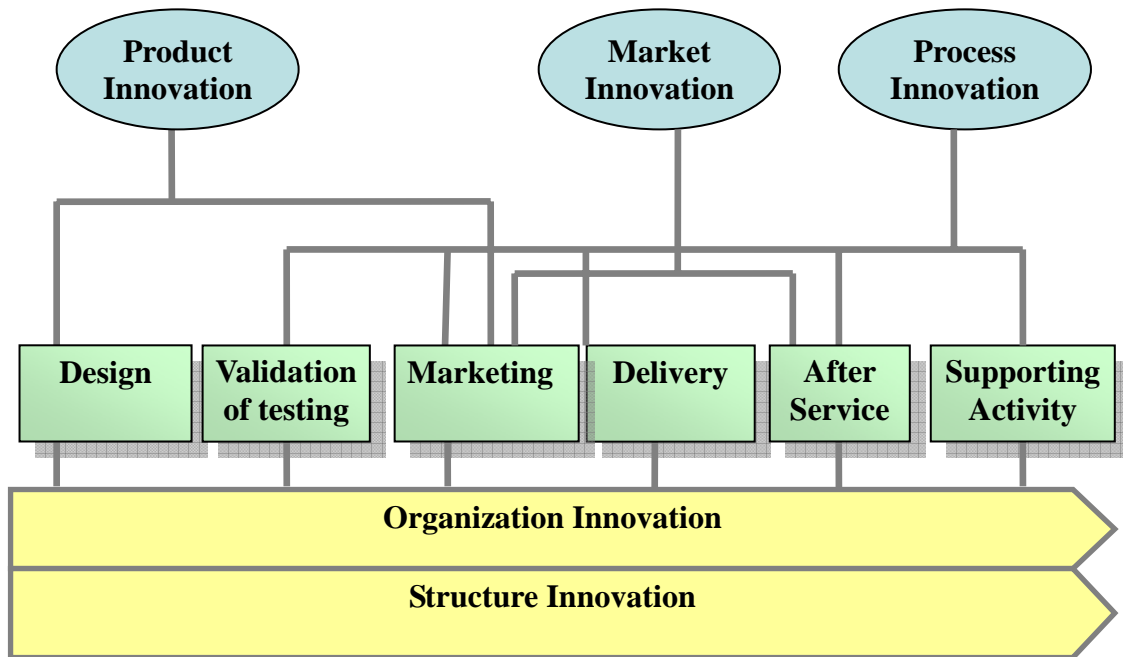 Product
Innovation
Market
Innovation
Process
Innovation
Design
Validation
of testing
Marketing
Delivery
After
Service
Supporting
Activity
Organization Innovation
Structure Innovation